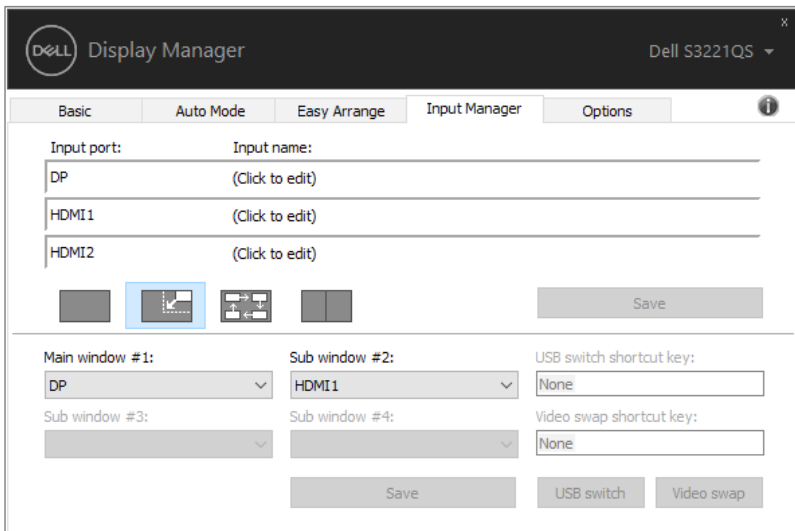 x
DELL Display Manager Dell S3221QS
Basic Auto Mode Easy Arrange Input Manager Options i
Input port: Input name:
DP (Click to edit)
HDMI1 (Click to edit)
HDMI2 (Click to edit)
Save
Main window #1: Sub window #2: USB switch shortcut key:
DP HDMI1 None
Sub window #3: Sub window #4: Video swap shortcut key:
None
Save USB switch Video swap